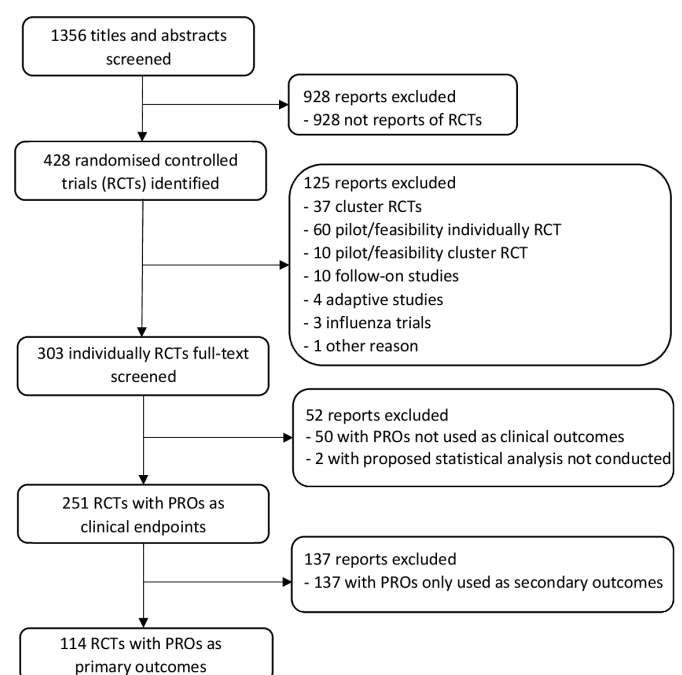 1356 titles and abstracts
screened
928 reports excluded
- 928 not reports of RCTs
428 randomised controlled
trials (RCTs) identified
125 reports excluded
- 37 cluster RCTs
- 60 pilot/feasibility individually RCT
- 10 pilot/feasibility cluster RCT
- 10 follow-on studies
- 4 adaptive studies
- 3 influenza trials
- 1 other reason
303 individually RCTs full-text
screened
52 reports excluded
- 50 with PROs not used as clinical outcomes
- 2 with proposed statistical analysis not conducted
251 RCTs with PROs as
clinical endpoints
137 reports excluded
- 137 with PROs only used as secondary outcomes
114 RCTs with PROs as
primary outcomes